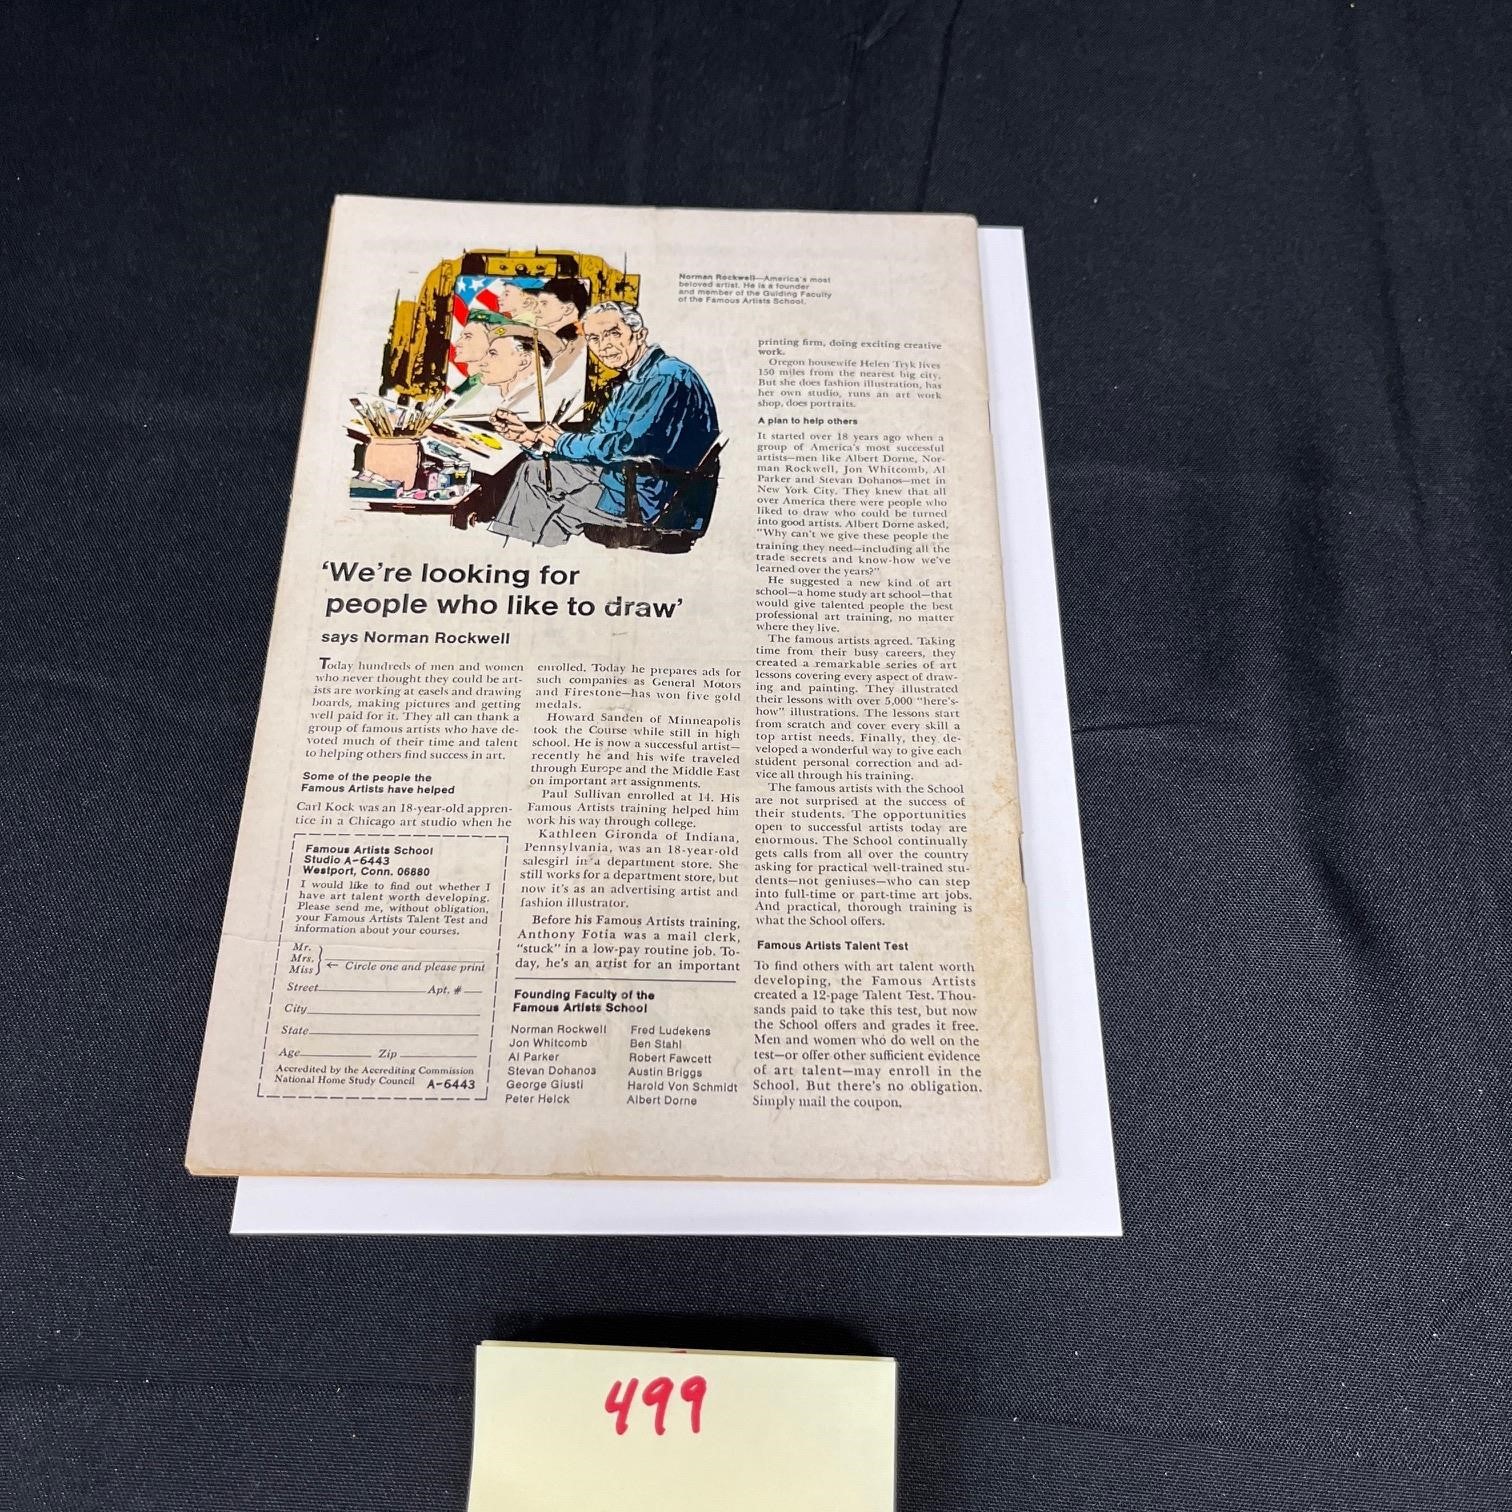 Norman Rockwell—America's most
beloved artist. He is a founder
and member of the Guiding Faculty
of the Famous Artists School.
'We're looking for
people who like to draw'
says Norman Rockwell
Today hundreds of men and women
who never thought they could be art-
ists are working at easels and drawing
boards, making pictures and getting
well paid for it. They all can thank a
group of famous artists who have de-
voted much of their time and talent
to helping others find success in art.
Some of the people the
Famous Artists have helped
Carl Kock was an 18-year-old appren-
tice in a Chicago art studio when he
enrolled. Today he prepares ads for
such companies as General Motors
and Firestone—has won five gold
medals.
Howard Sanden of Minneapolis
took the Course while still in high
school. He is now a successful artist—
recently he and his wife traveled
through Europe and the Middle East
on important art assignments.
Paul Sullivan enrolled at 14. His
Famous Artists training helped him
work his way through college.
Kathleen Gironda of Indiana,
Pennsylvania, was an 18-year-old
salesgirl in a department store. She
still works for a department store, but
now it's as an advertising artist and
fashion illustrator.
Before his Famous Artists training,
Anthony Fotia was a mail clerk,
"stuck" in a low-pay routine job. To-
day, he's an artist for an important
printing firm, doing exciting creative
work.
Oregon housewife Helen Tryk lives
150 miles from the nearest big city.
But she does fashion illustration, has
her own studio, runs an art work
shop, does portraits.
A plan to help others
It started over 18 years ago when a
group of America's most successful
artists—men like Albert Dorne, Nor-
man Rockwell, Jon Whitcomb, Al
Parker and Stevan Dohanos—met in
New York City. They knew that all
over America there were people who
liked to draw who could be turned
into good artists. Albert Dorne asked,
"Why can't we give these people the
training they need—including all the
trade secrets and know-how we've
learned over the years?"
He suggested a new kind of art
school—a home study art school—that
would give talented people the best
professional art training, no matter
where they live.
The famous artists agreed. Taking
time from their busy careers, they
created a remarkable series of art
lessons covering every aspect of draw-
ing and painting. They illustrated
their lessons with over 5,000 "here's-
how" illustrations. The lessons start
from scratch and cover every skill a
top artist needs. Finally, they de-
veloped a wonderful way to give each
student personal correction and ad-
vice all through his training.
The famous artists with the School
are not surprised at the success of
their students. The opportunities
open to successful artists today are
enormous. The School continually
gets calls from all over the country
asking for practical well-trained stu-
dents—not geniuses—who can step
into full-time or part-time art jobs.
And practical, thorough training is
what the School offers.
Famous Artists Talent Test
To find others with art talent worth
developing, the Famous Artists
created a 12-page Talent Test. Thou-
sands paid to take this test, but now
the School offers and grades it free.
Men and women who do well on the
test—or offer other sufficient evidence
of art talent—may enroll in the
School. But there's no obligation.
Simply mail the coupon.
Famous Artists School
Studio A-6443
Westport, Conn. 06880
I would like to find out whether I
have art talent worth developing.
Please send me, without obligation,
your Famous Artists Talent Test and
information about your courses.
Mr.
Mrs.
Miss ← Circle one and please print
Street Apt. #
City
State
Age Zip
Accredited by the Accrediting Commission
National Home Study Council A-6443
Founding Faculty of the
Famous Artists School
Norman Rockwell
Jon Whitcomb
Al Parker
Stevan Dohanos
George Giusti
Peter Helck
Fred Ludekens
Ben Stahl
Robert Fawcett
Austin Briggs
Harold Von Schmidt
Albert Dorne
499